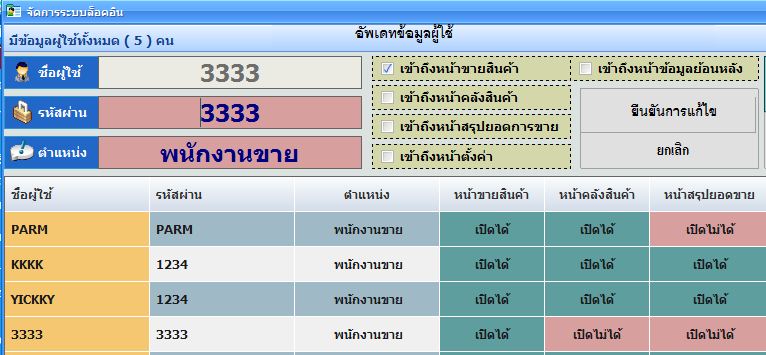 จัดการระบบล็อคอิน
อัพเดทข้อมูลผู้ใช้
มีข้อมูลผู้ใช้ทั้งหมด ( 5 ) คน
ชื่อผู้ใช้ 3333
รหัสผ่าน 3333
ตำแหน่ง พนักงานขาย
เข้าถึงหน้าขายสินค้า เข้าถึงหน้าข้อมูลย้อนหลัง
เข้าถึงหน้าคลังสินค้า
เข้าถึงหน้าสรุปยอดการขาย
เข้าถึงหน้าตั้งค่า
ยืนยันการแก้ไข
ยกเลิก
ชื่อผู้ใช้ รหัสผ่าน ตำแหน่ง หน้าขายสินค้า หน้าคลังสินค้า หน้าสรุปยอดขาย
PARM PARM พนักงานขาย เปิดได้ เปิดได้ เปิดไม่ได้
KKKK 1234 พนักงานขาย เปิดได้ เปิดได้ เปิดได้
YICKKY 1234 พนักงานขาย เปิดได้ เปิดได้ เปิดได้
3333 3333 พนักงานขาย เปิดได้ เปิดไม่ได้ เปิดไม่ได้